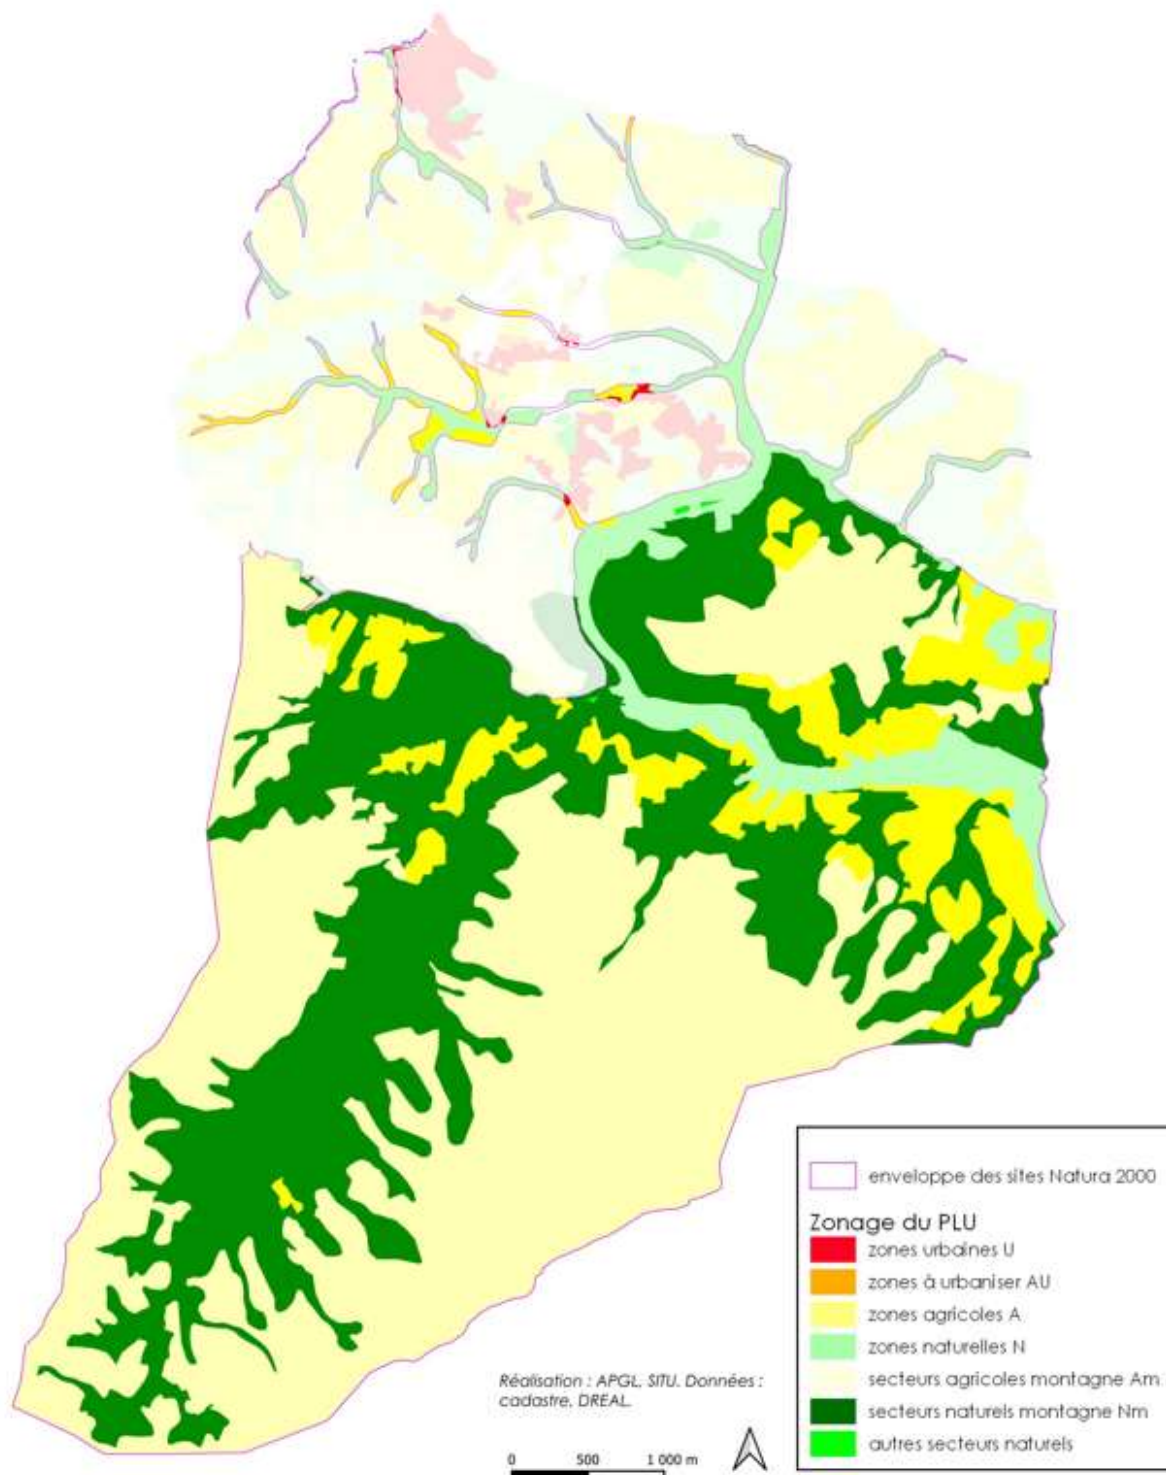 enveloppe des sites Natura 2000
Zonage du PLU
zones urbaines U
zones à urbaniser AU
zones agricoles A
zones naturelles N
secteurs agricoles montagne Am
secteurs naturels montagne Nm
autres secteurs naturels
Réalisation : APGL, SITU. Données :
cadastre, DREAL.
0 500 1 000 m